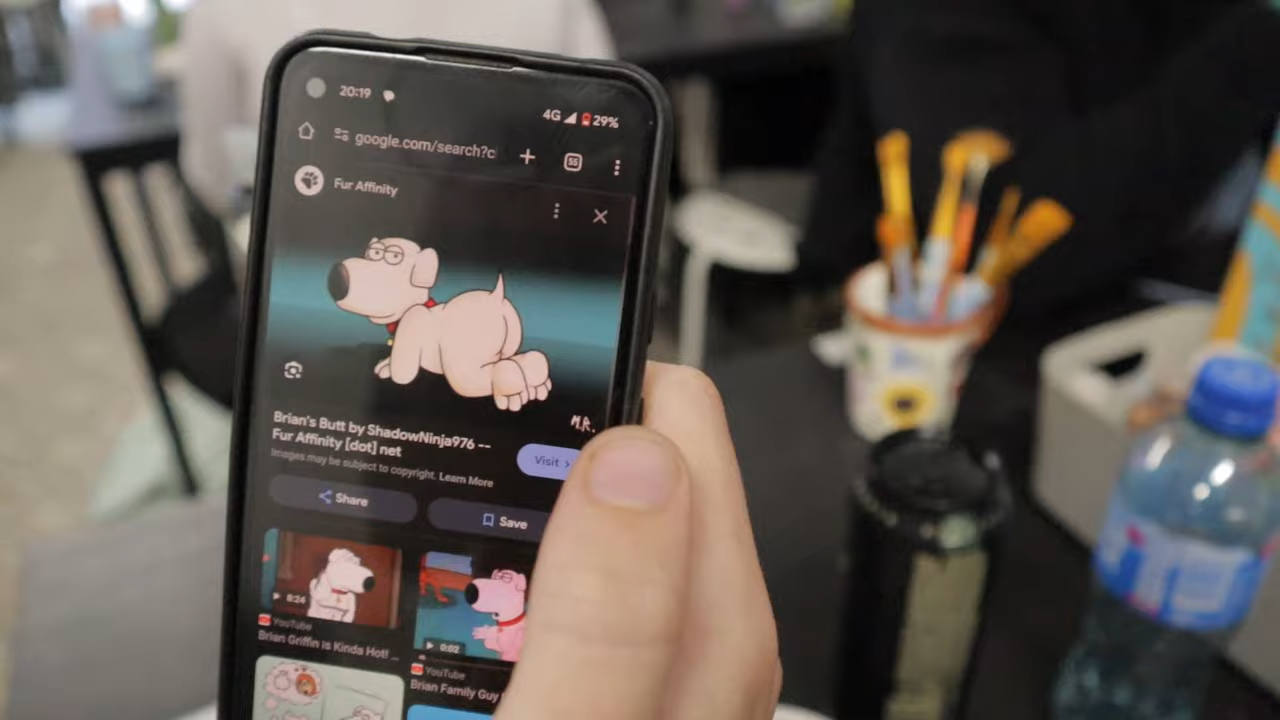 20:19
4G 29%
google.com/search?c
55
Fur Affinity
M.R.
Brian's Butt by ShadowNinja976 --
Fur Affinity [dot] net
Visit >
Images may be subject to copyright. Learn More
Share
Save
8:24
0:02
YouTube
Brian Griffin is Kinda Hot! ...
YouTube
Brian Family Guy